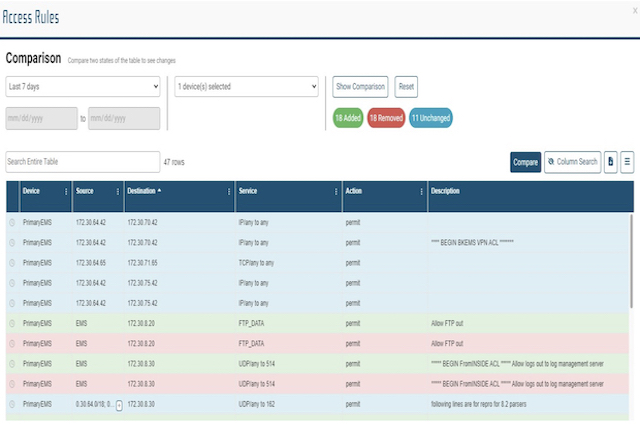 x
Access Rules
Comparison Compare two states of the table to see changes
Last 7 days 1 device(s) selected Show Comparison Reset
mm/dd/yyyy to mm/dd/yyyy 18 Added 18 Removed 11 Unchanged
Search Entire Table 47 rows Compare Column Search
Device Source Destination Service Action Description
PrimaryEMS 172.30.64.42 172.30.70.42 IP/any to any permit
PrimaryEMS 172.30.64.42 172.30.70.42 IP/any to any permit **** BEGIN BKEMS VPN ACL *******
PrimaryEMS 172.30.64.65 172.30.71.65 TCP/any to any permit
PrimaryEMS 172.30.64.42 172.30.75.42 IP/any to any permit
PrimaryEMS 172.30.64.42 172.30.75.42 IP/any to any permit
PrimaryEMS EMS 172.30.8.20 FTP_DATA permit Allow FTP out
PrimaryEMS EMS 172.30.8.20 FTP_DATA permit Allow FTP out
PrimaryEMS EMS 172.30.8.30 UDP/any to 514 permit ***** BEGIN FromINSIDE ACL ***** Allow logs out to log management server
PrimaryEMS EMS 172.30.8.30 UDP/any to 514 permit ***** BEGIN FromINSIDE ACL ***** Allow logs out to log management server
PrimaryEMS 0.30.64.0/18; 0... 172.30.8.30 UDP/any to 162 permit following lines are for repro for 8.2 parsers